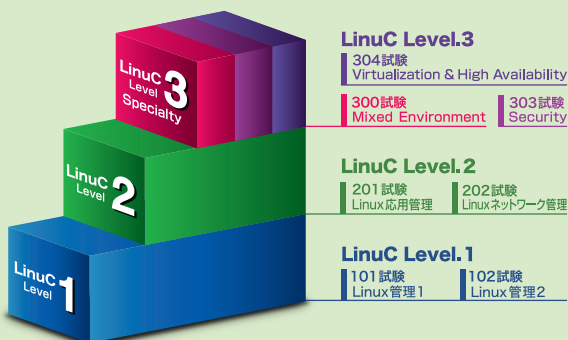 LinuC
Level
3
Specialty
LinuC Level.3
304試験
Virtualization & High Availability
300試験
Mixed Environment
303試験
Security
LinuC
Level
2
LinuC Level.2
201試験
Linux応用管理
202試験
Linuxネットワーク管理
LinuC
Level
1
LinuC Level.1
101試験
Linux管理1
102試験
Linux管理2